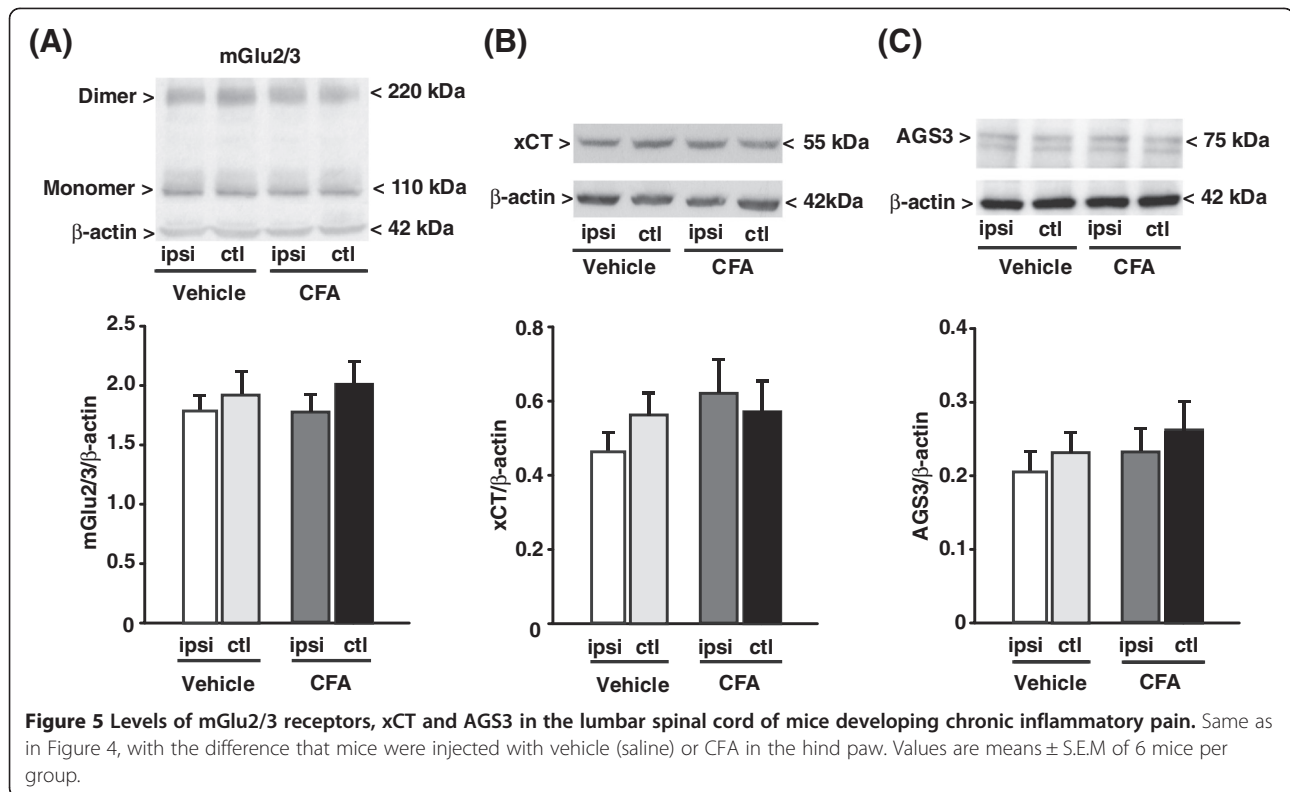 (A)
mGlu2/3
Dimer >
< 220 kDa
Monomer >
< 110 kDa
β-actin >
< 42 kDa
ipsi ctl ipsi ctl
Vehicle CFA
2.5
2.0
1.5
1.0
0.5
0
mGlu2/3/β-actin
ipsi ctl ipsi ctl
Vehicle CFA
(B)
xCT >
< 55 kDa
β-actin >
< 42kDa
ipsi ctl ipsi ctl
Vehicle CFA
0.8
0.6
0.4
0.2
0
xCT/β-actin
ipsi ctl ipsi ctl
Vehicle CFA
(C)
AGS3 >
< 75 kDa
β-actin >
< 42 kDa
ipsi ctl ipsi ctl
Vehicle CFA
0.4
0.3
0.2
0.1
0
AGS3/β-actin
ipsi ctl ipsi ctl
Vehicle CFA
Figure 5 Levels of mGlu2/3 receptors, xCT and AGS3 in the lumbar spinal cord of mice developing chronic inflammatory pain. Same as
in Figure 4, with the difference that mice were injected with vehicle (saline) or CFA in the hind paw. Values are means ± S.E.M of 6 mice per
group.